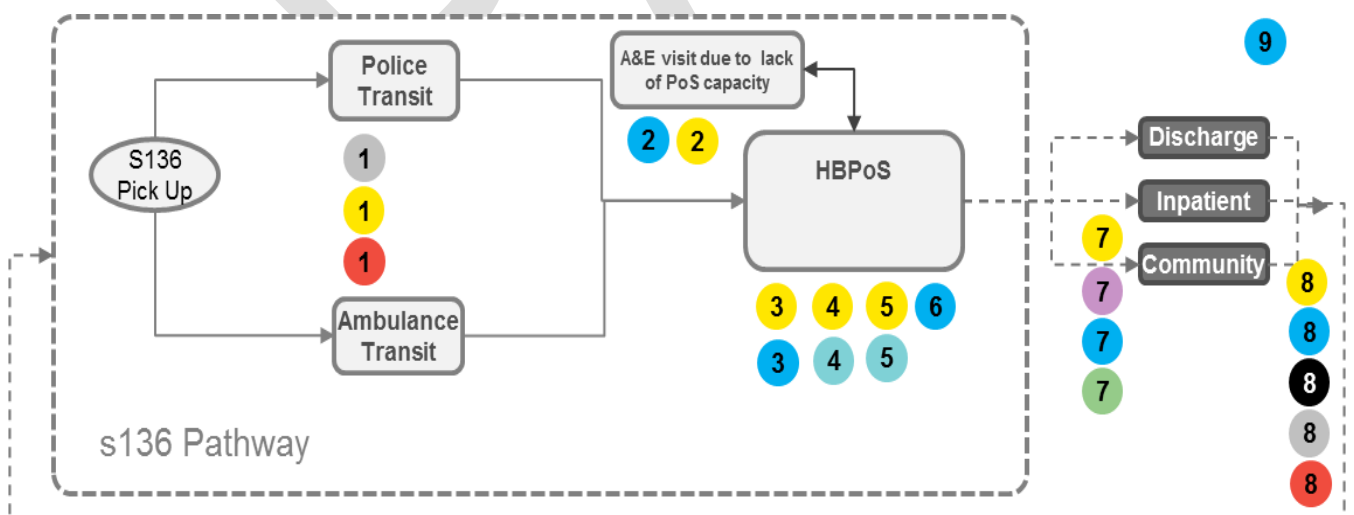 9
Police
Transit
A&E visit due to lack
of PoS capacity
2 2
S136
Pick Up
1
1
1
HBPoS
Discharge
Inpatient
Community
Ambulance
Transit
3 4 5 6
3 4 5
7
7
7
7
8
8
8
8
8
s136 Pathway